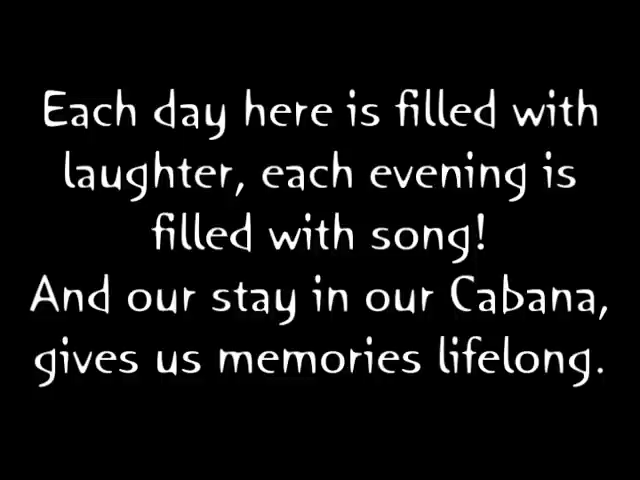 Each day here is filled with
laughter, each evening is
filled with song!
And our stay in our Cabana,
gives us memories lifelong.